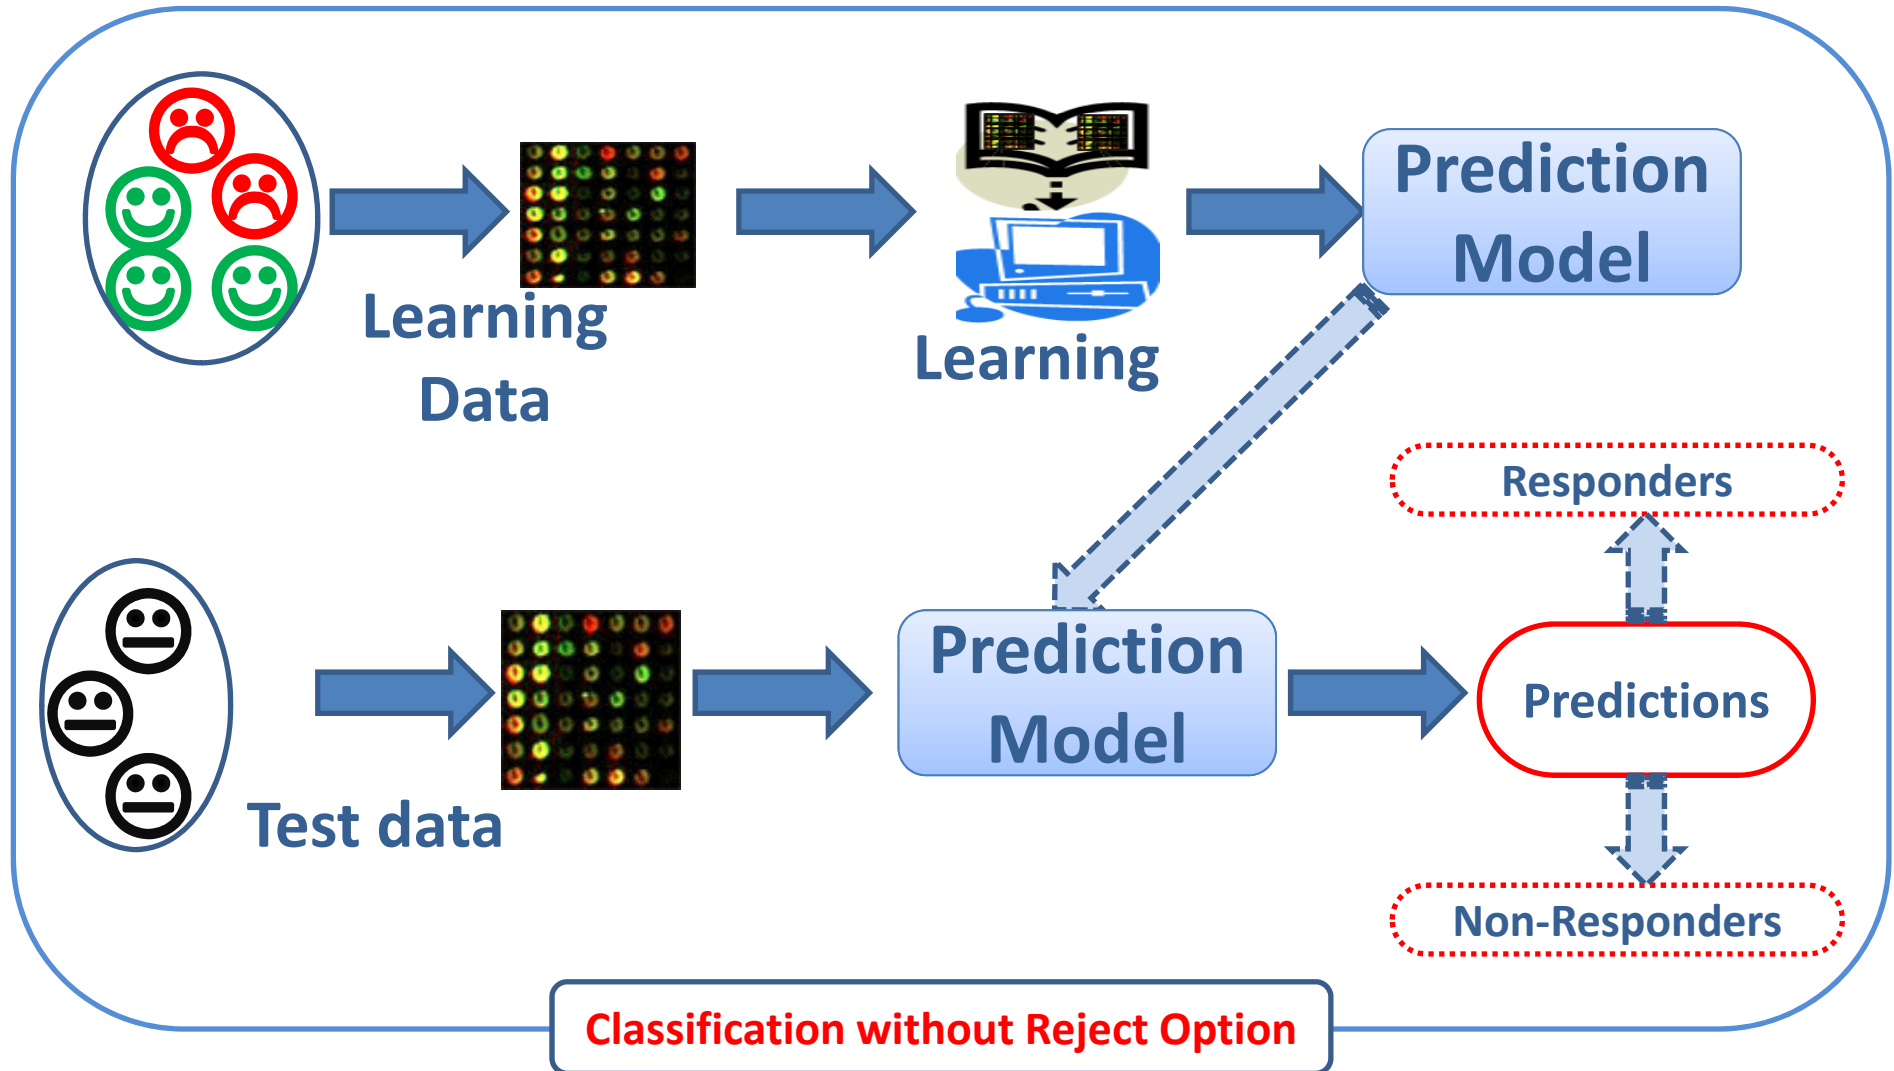 Learning
Data
Learning
Prediction
Model
Test data
Prediction
Model
Responders
Predictions
Non-Responders
Classification without Reject Option